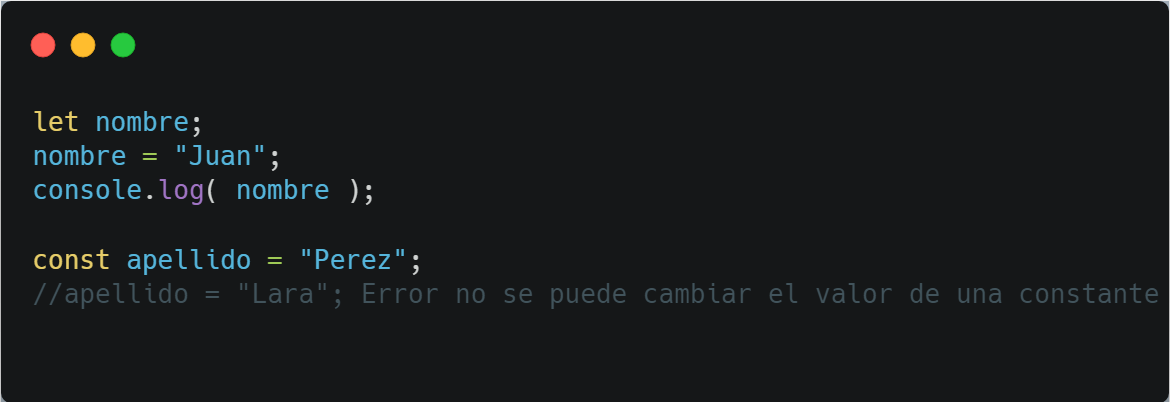 let nombre;
nombre = "Juan";
console.log( nombre );
const apellido = "Perez";
//apellido = "Lara"; Error no se puede cambiar el valor de una constante